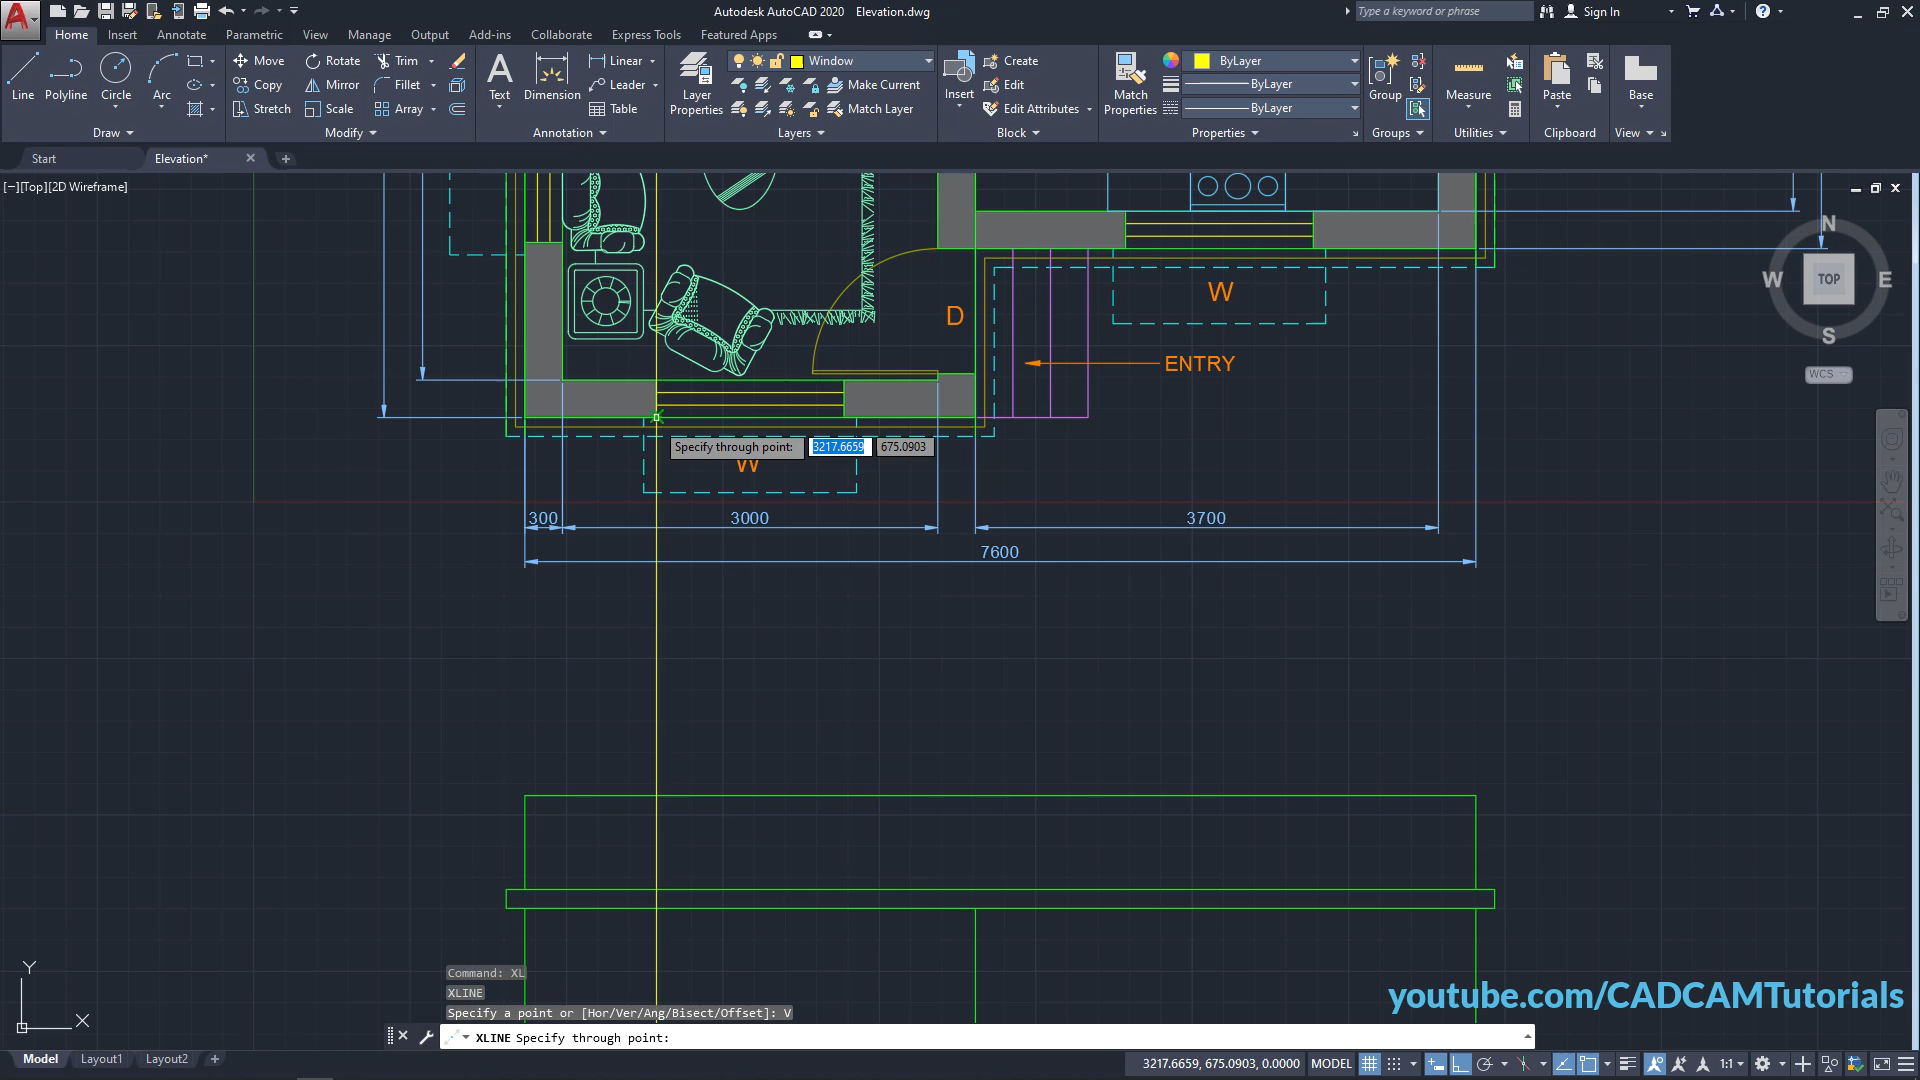 Autodesk AutoCAD 2020 Elevation.dwg
Type a keyword or phrase
Sign In
Home Insert Annotate Parametric View Manage Output Add-ins Collaborate Express Tools Featured Apps
Line Polyline Circle Arc
Draw
Move Rotate Trim
Copy Mirror Fillet
Stretch Scale Array
Modify
Text Dimension
Linear
Leader
Table
Annotation
Layer Properties
Window
Make Current
Match Layer
Layers
Insert
Create
Edit
Edit Attributes
Block
Match Properties
ByLayer
ByLayer
ByLayer
Properties
Group
Groups
Measure
Utilities
Paste
Clipboard
Base
View
Start Elevation*
[−][Top][2D Wireframe]
N
W TOP E
S
WCS
W
D
ENTRY
Specify through point: 3217.6659 675.0903
W
300 3000 3700
7600
Y
X
Command: XL
XLINE
Specify a point or [Hor/Ver/Ang/Bisect/Offset]: V
XLINE Specify through point:
youtube.com/CADCAMTutorials
Model Layout1 Layout2
3217.6659, 675.0903, 0.0000 MODEL 1:1